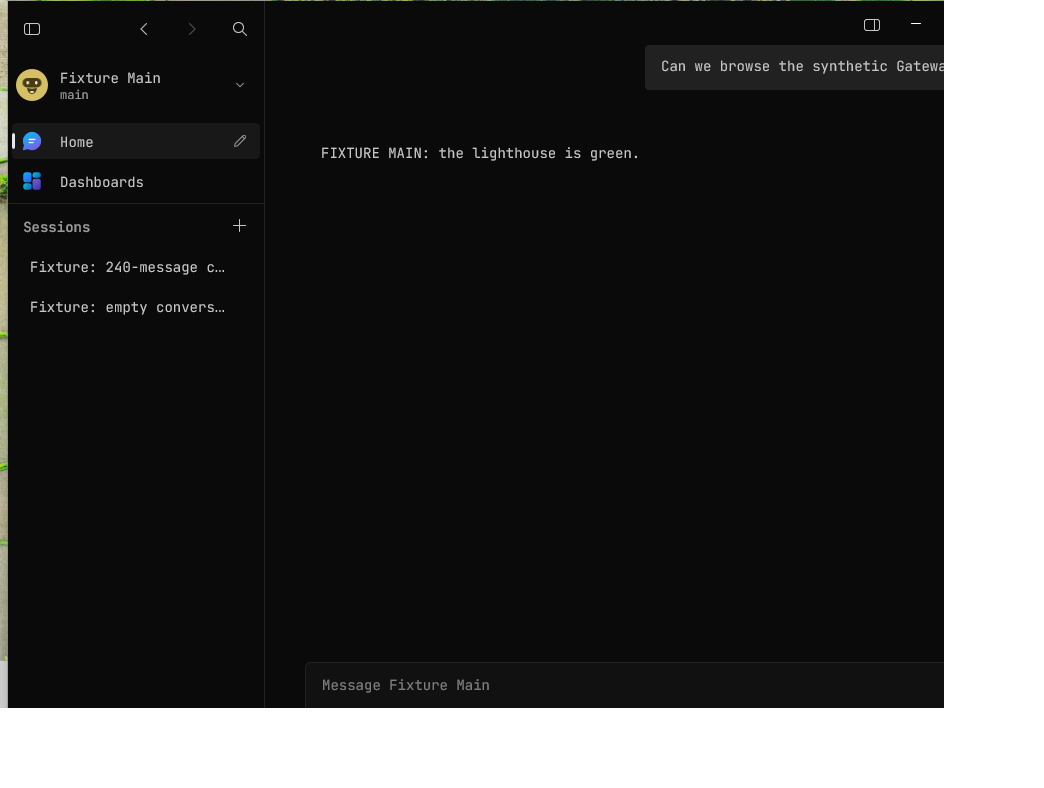 Fixture Main
main
Home
Dashboards
Sessions
Fixture: 240-message c…
Fixture: empty convers…
Can we browse the synthetic
FIXTURE MAIN: the lighthouse is green.
Message Fixture Main